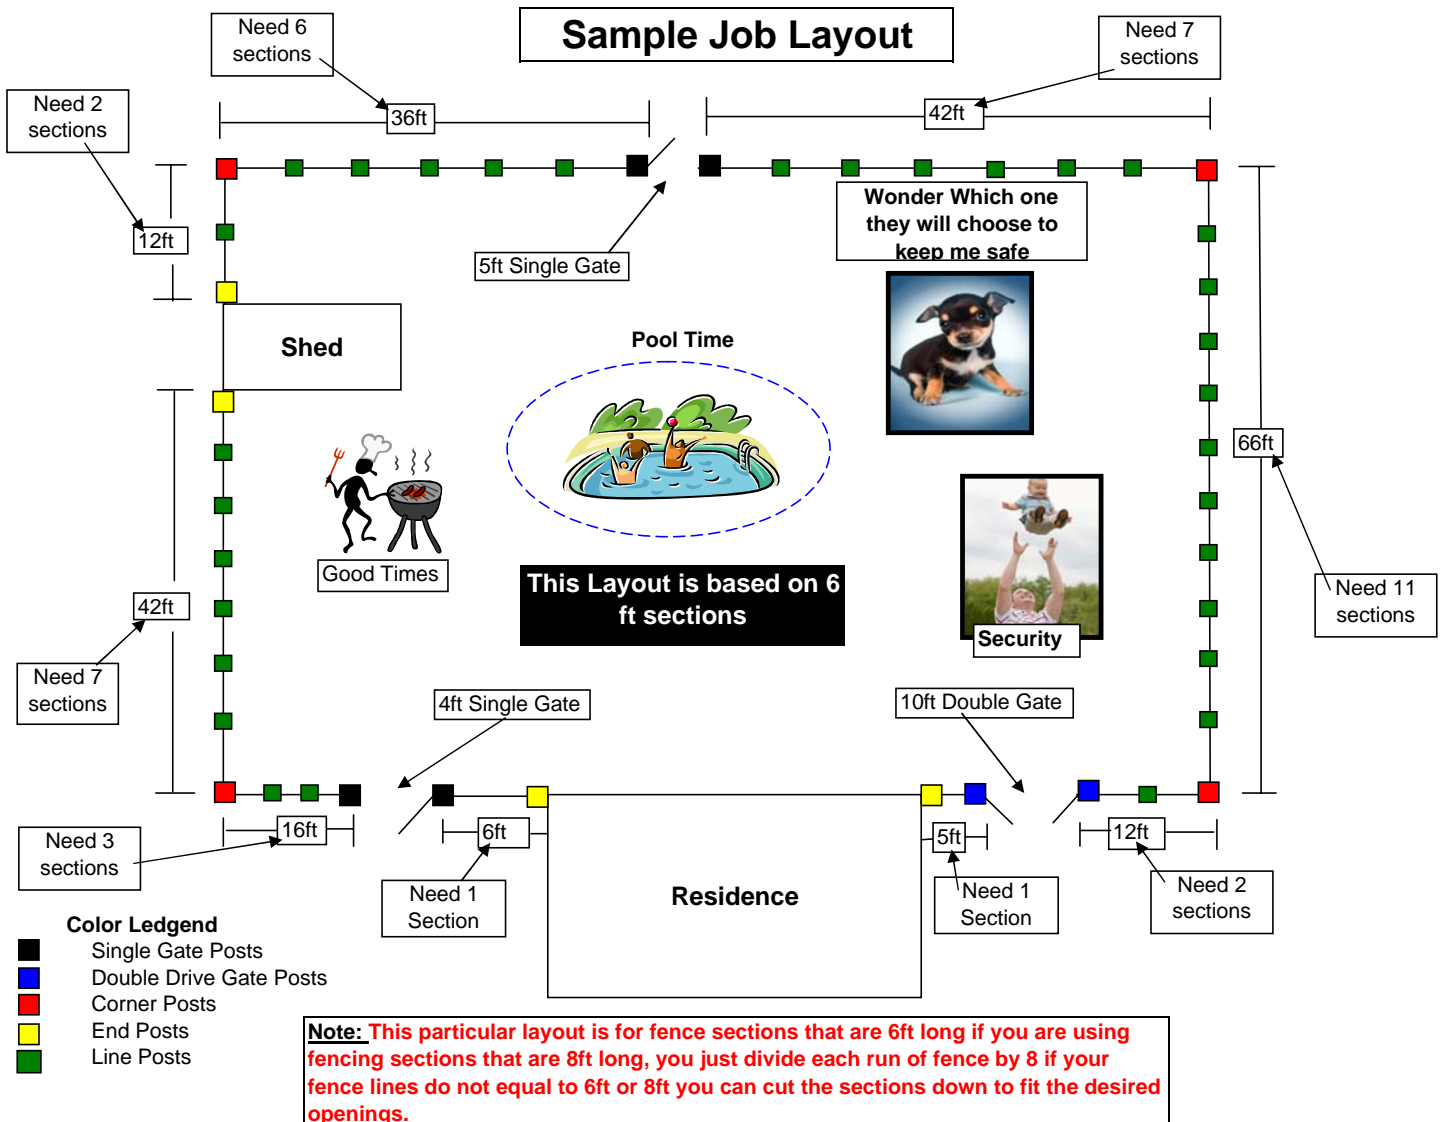 Sample Job Layout
Need 6
sections
Need 7
sections
Need 2
sections
36ft
42ft
12ft
5ft Single Gate
Wonder Which one
they will choose to
keep me safe
Shed
Pool Time
66ft
Good Times
This Layout is based on 6
ft sections
Security
Need 11
sections
42ft
Need 7
sections
4ft Single Gate
10ft Double Gate
16ft
6ft
5ft
12ft
Need 3
sections
Need 1
Section
Residence
Need 1
Section
Need 2
sections
Color Ledgend
Single Gate Posts
Double Drive Gate Posts
Corner Posts
End Posts
Line Posts
Note: This particular layout is for fence sections that are 6ft long if you are using
fencing sections that are 8ft long, you just divide each run of fence by 8 if your
fence lines do not equal to 6ft or 8ft you can cut the sections down to fit the desired
openings.